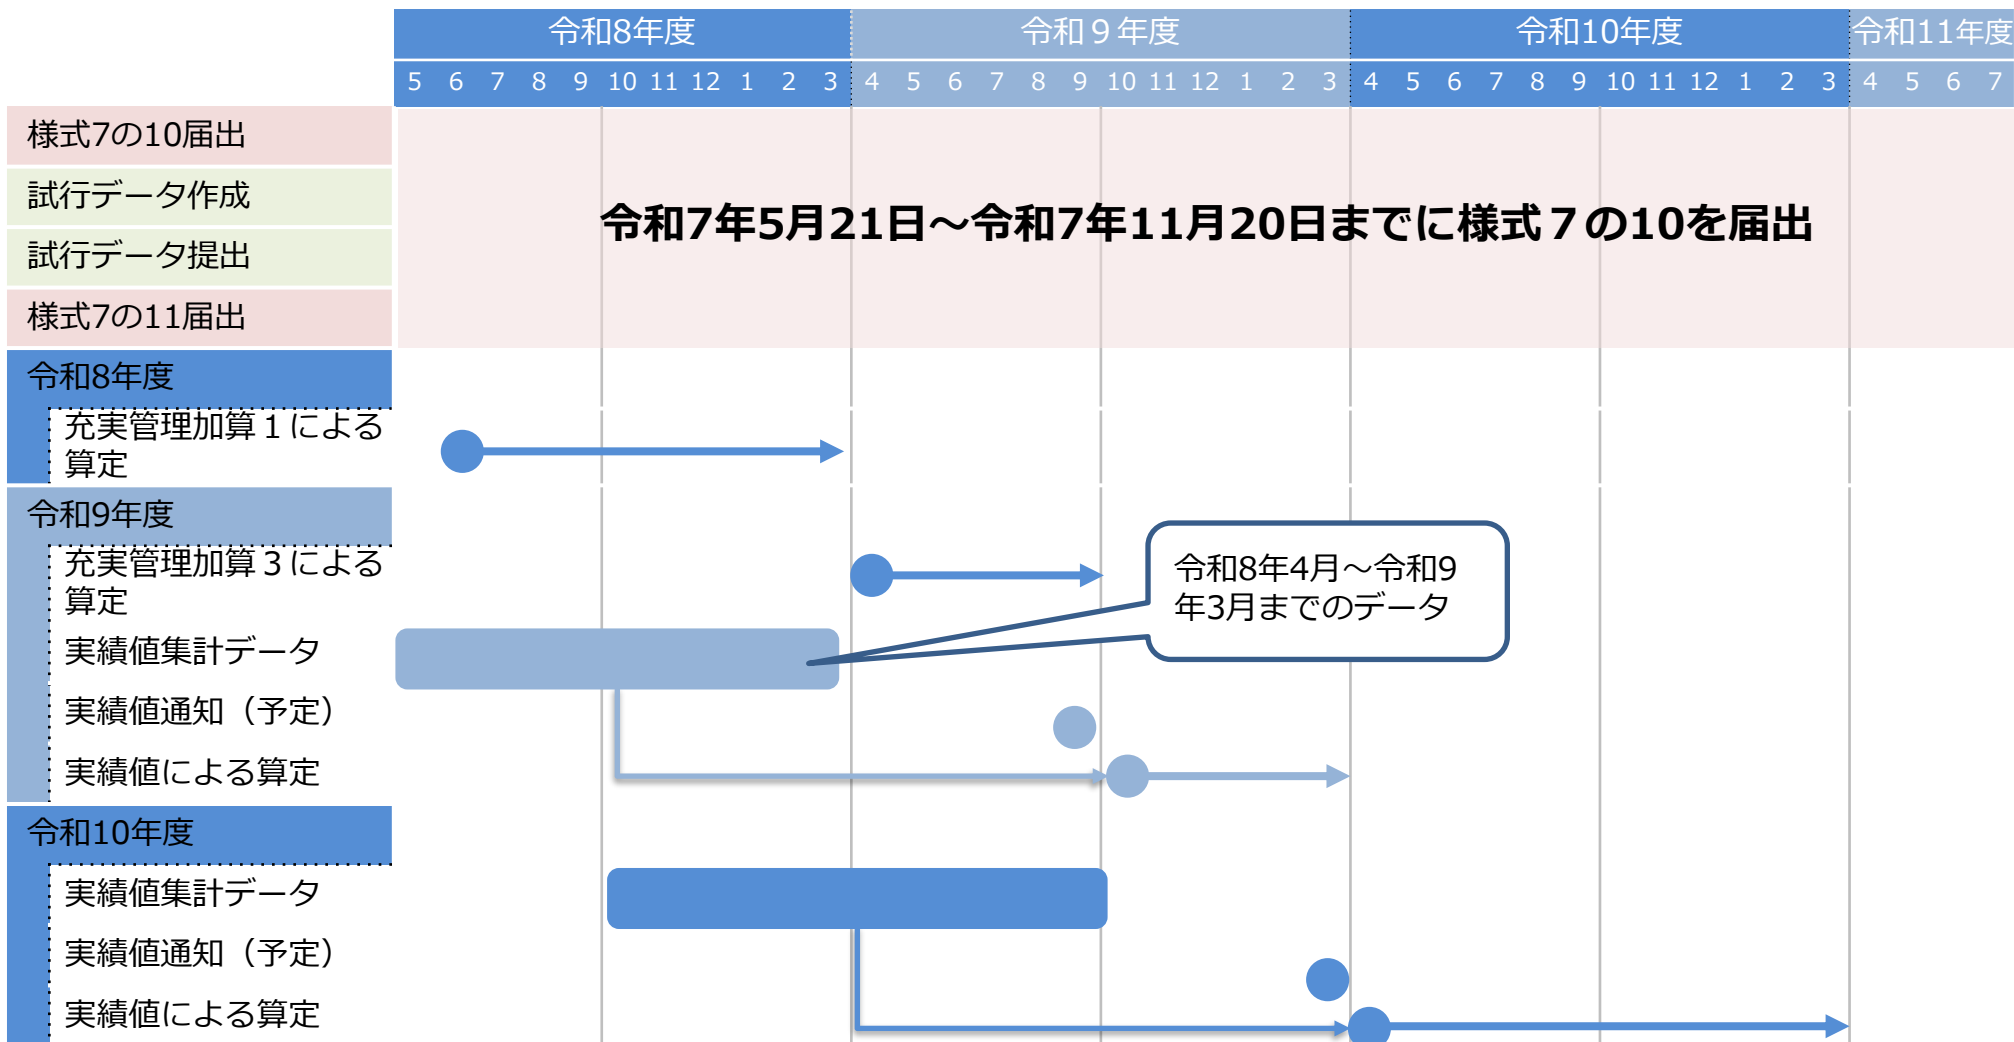 令和8年度 令和９年度 令和10年度 令和11年度
5 6 7 8 9 10 11 12 1 2 3 4 5 6 7 8 9 10 11 12 1 2 3 4 5 6 7 8 9 10 11 12 1 2 3 4 5 6 7
様式7の10届出
試行データ作成
令和7年5月21日～令和7年11月20日までに様式７の10を届出
試行データ提出
様式7の11届出
令和8年度
充実管理加算１による
算定
令和9年度
充実管理加算３による
算定
令和8年4月～令和9
年3月までのデータ
実績値集計データ
実績値通知（予定）
実績値による算定
令和10年度
実績値集計データ
実績値通知（予定）
実績値による算定